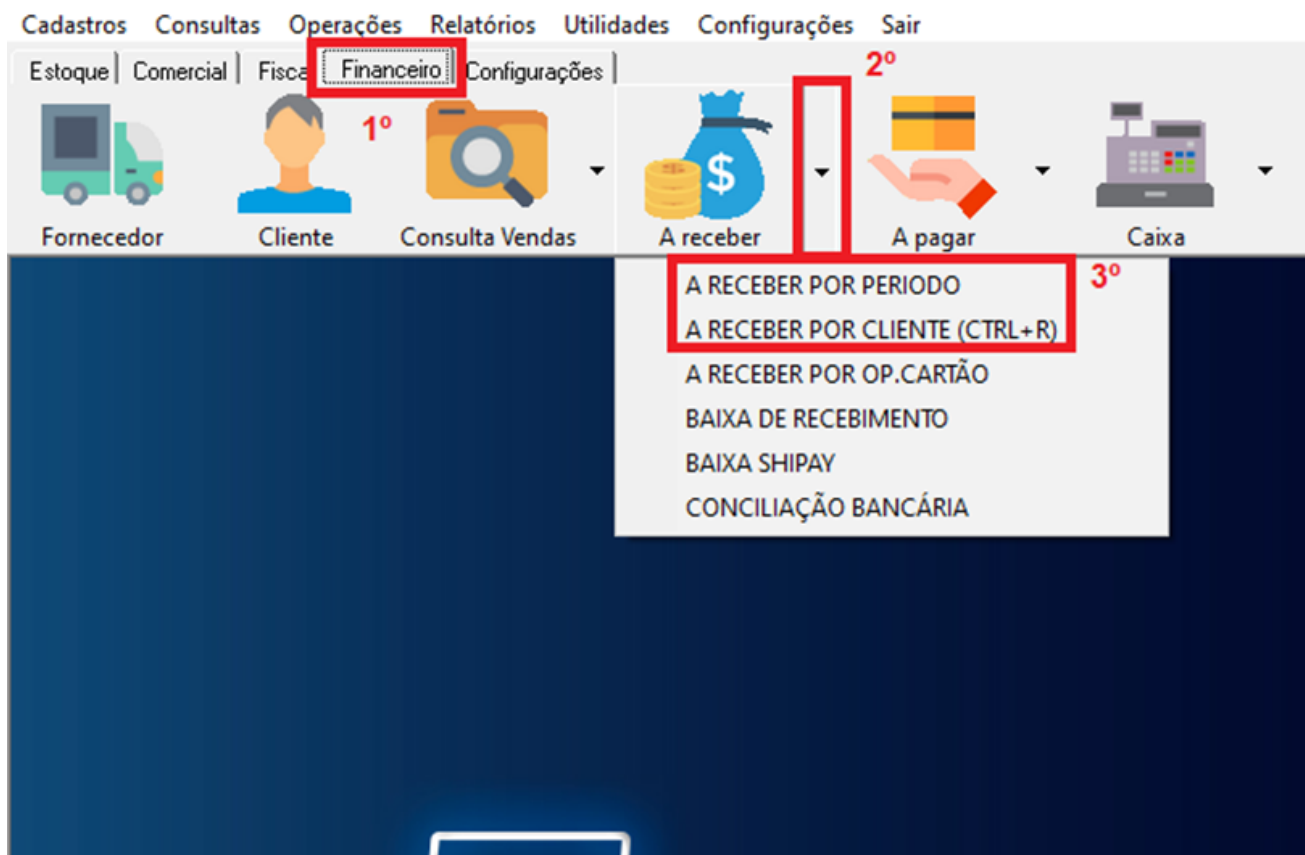 Cadastros Consultas Operações Relatórios Utilidades Configurações Sair
Estoque Comercial Fisca Financeiro Configurações
2º
1º
$
Fornecedor Cliente Consulta Vendas A receber A pagar Caixa
A RECEBER POR PERIODO
3º
A RECEBER POR CLIENTE (CTRL+R)
A RECEBER POR OP.CARTÃO
BAIXA DE RECEBIMENTO
BAIXA SHIPAY
CONCILIAÇÃO BANCÁRIA